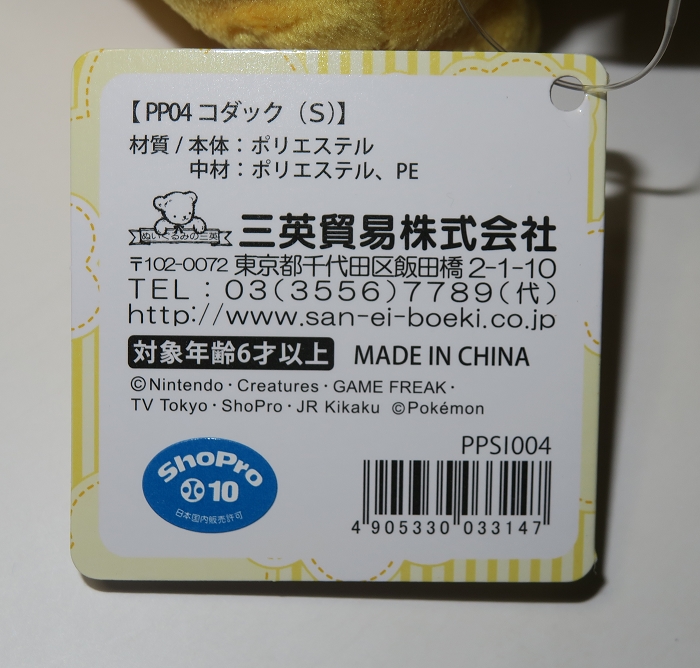 【PP04 コダック（S）】
材質 / 本体：ポリエステル
中材：ポリエステル、PE
ぬいぐるみの三英
三英貿易株式会社
〒102-0072 東京都千代田区飯田橋 2-1-10
TEL：03(3556)7789(代)
http://www.san-ei-boeki.co.jp
対象年齢6才以上 MADE IN CHINA
©Nintendo・Creatures・GAME FREAK・
TV Tokyo・ShoPro・JR Kikaku ©Pokémon
PPSI004
ShoPro
10
日本国内販売許可
4 905330 033147